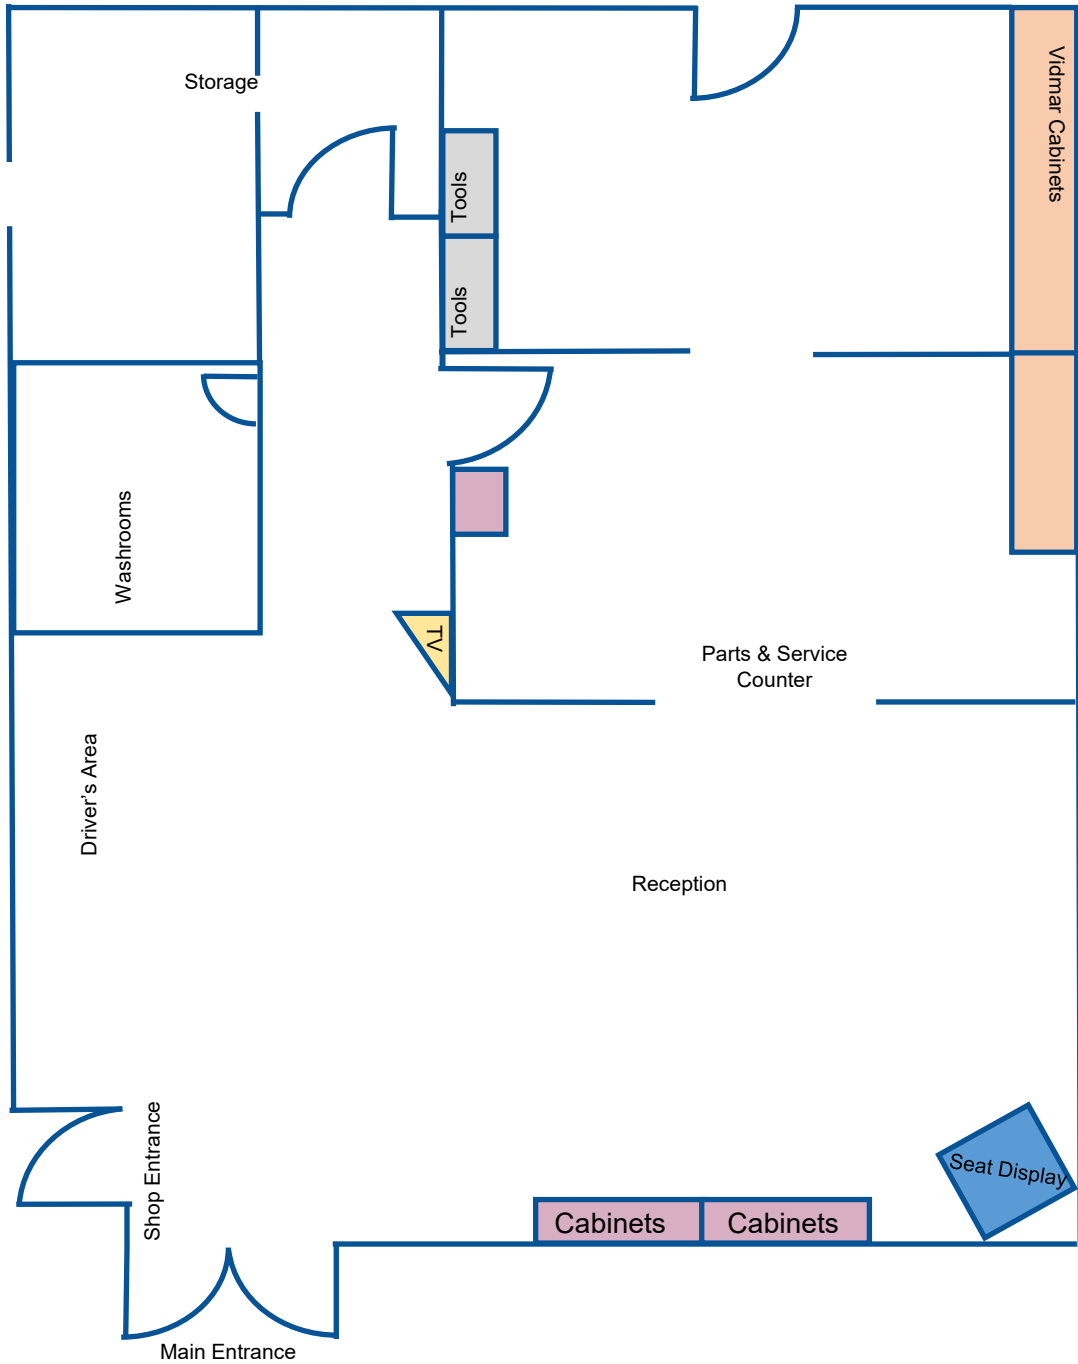 Storage
Vidmar Cabinets
Tools
Tools
Washrooms
TV
Parts & Service
Counter
Driver’s Area
Reception
Shop Entrance
Seat Display
Cabinets
Cabinets
Main Entrance